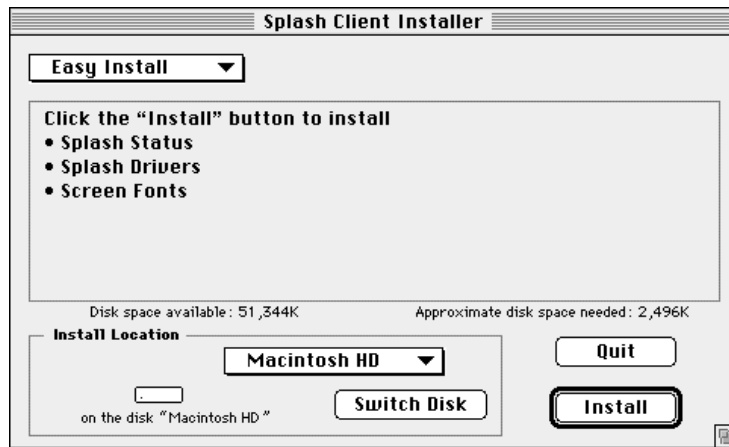 Splash Client Installer
Easy Install
Click the “Install” button to install
• Splash Status
• Splash Drivers
• Screen Fonts
Disk space available: 51,344K
Approximate disk space needed: 2,496K
Install Location
Macintosh HD
Quit
on the disk “Macintosh HD”
Switch Disk
Install